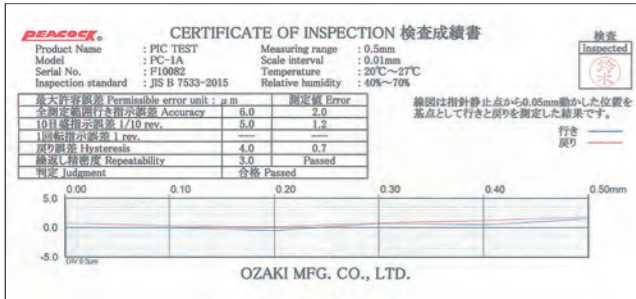 PEACOCK®
CERTIFICATE OF INSPECTION 検査成績書
Product Name : PIC TEST Measuring range : 0.5mm
Model : PC-1A Scale interval : 0.01mm
Serial No. : F10082 Temperature : 20℃~27℃
Inspection standard : JIS B 7533-2015 Relative humidity : 40%~70%
検査
Inspected
鈴木
最大許容誤差 Permissible error unit : μm 測定値 Error
全測定範囲行き指示誤差 Accuracy 6.0 2.0
10目盛指示誤差 1/10 rev. 5.0 1.2
1回転指示誤差 1 rev. ---- ----
戻り誤差 Hysteresis 4.0 0.7
繰返し精密度 Repeatability 3.0 Passed
判定 Judgment 合格 Passed
線図は指針静止点から0.05mm動かした位置を
基点として行きと戻りを測定した結果です。
行き
戻り
0.00 0.10 0.20 0.30 0.40 0.50mm
5.0
0.0
-5.0
DIV 0.5μm
OZAKI MFG. CO., LTD.